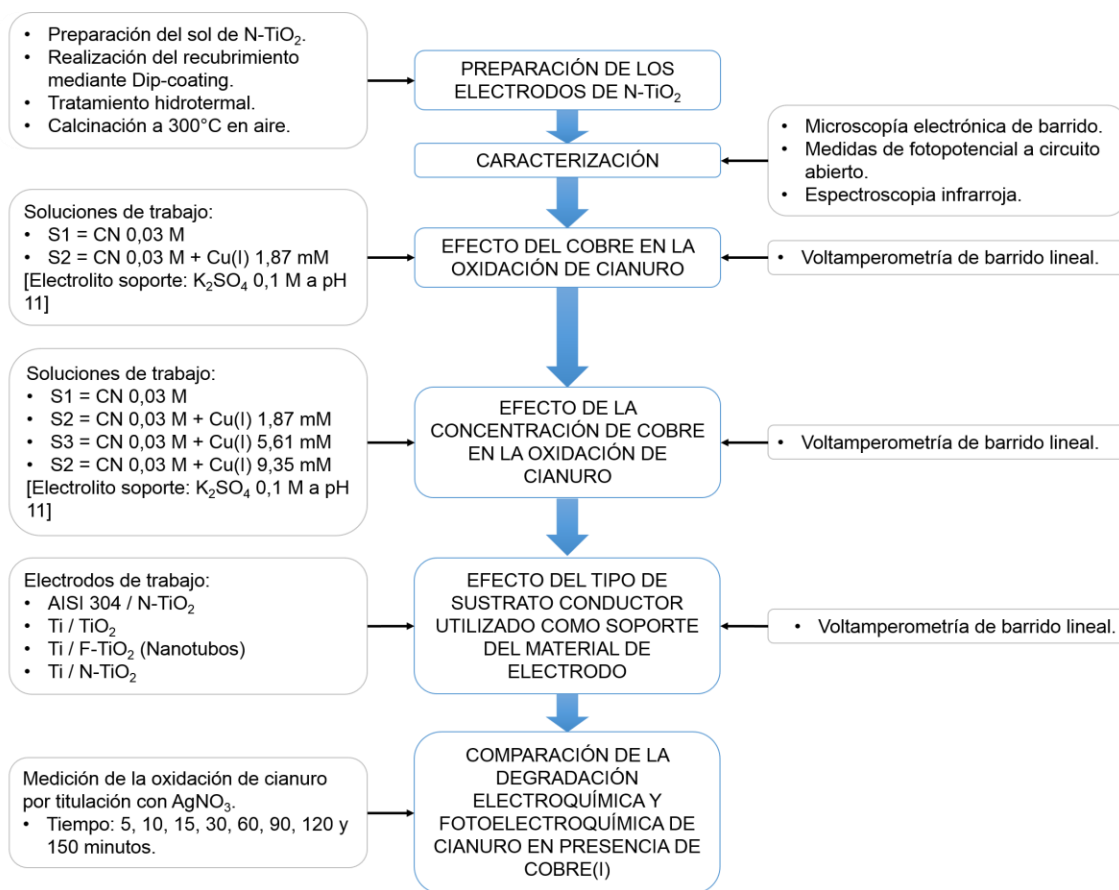 • Preparación del sol de N-TiO₂.
• Realización del recubrimiento
mediante Dip-coating.
• Tratamiento hidrotermal.
• Calcinación a 300°C en aire.
PREPARACIÓN DE LOS
ELECTRODOS DE N-TiO₂
CARACTERIZACIÓN
• Microscopía electrónica de barrido.
• Medidas de fotopotencial a circuito
abierto.
• Espectroscopia infrarroja.
Soluciones de trabajo:
• S1 = CN 0,03 M
• S2 = CN 0,03 M + Cu(I) 1,87 mM
[Electrolito soporte: K₂SO₄ 0,1 M a pH
11]
EFECTO DEL COBRE EN LA
OXIDACIÓN DE CIANURO
• Voltamperometría de barrido lineal.
Soluciones de trabajo:
• S1 = CN 0,03 M
• S2 = CN 0,03 M + Cu(I) 1,87 mM
• S3 = CN 0,03 M + Cu(I) 5,61 mM
• S2 = CN 0,03 M + Cu(I) 9,35 mM
[Electrolito soporte: K₂SO₄ 0,1 M a pH
11]
EFECTO DE LA
CONCENTRACIÓN DE COBRE
EN LA OXIDACIÓN DE
CIANURO
• Voltamperometría de barrido lineal.
Electrodos de trabajo:
• AISI 304 / N-TiO₂
• Ti / TiO₂
• Ti / F-TiO₂ (Nanotubos)
• Ti / N-TiO₂
EFECTO DEL TIPO DE
SUSTRATO CONDUCTOR
UTILIZADO COMO SOPORTE
DEL MATERIAL DE
ELECTRODO
• Voltamperometría de barrido lineal.
Medición de la oxidación de cianuro
por titulación con AgNO₃.
• Tiempo: 5, 10, 15, 30, 60, 90, 120 y
150 minutos.
COMPARACIÓN DE LA
DEGRADACIÓN
ELECTROQUÍMICA Y
FOTOELECTROQUÍMICA DE
CIANURO EN PRESENCIA DE
COBRE(I)